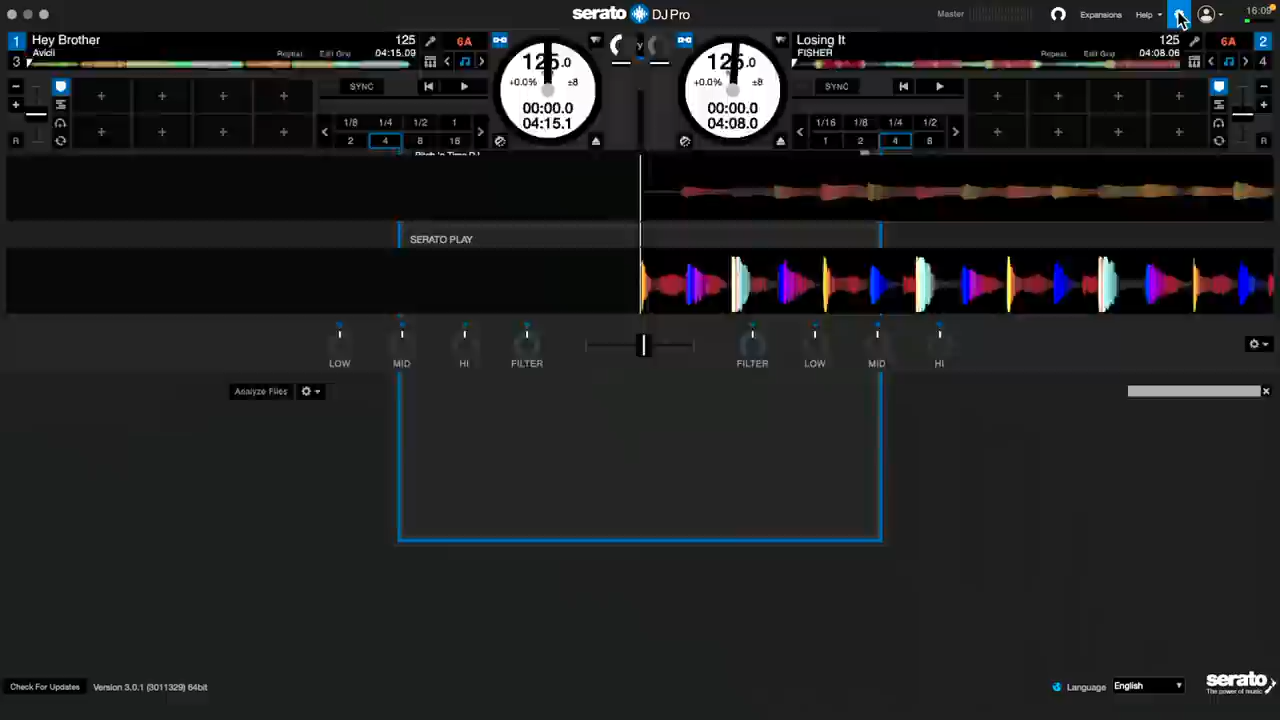 serato DJ Pro
Master
Expansions
Help
16:09
1
Hey Brother
125
6A
Losing It
125
6A
2
3
Avicii
Repeat
Edit Grid
04:15.09
FISHER
Repeat
Edit Grid
04:08.06
4
125.0
+0.0%
±8
00:00.0
04:15.1
125.0
+0.0%
±8
00:00.0
04:08.0
SYNC
SYNC
1/8 1/4 1/2 1
2 4 8 16
1/16 1/8 1/4 1/2
1 2 4 8
R
R
Pitch 'n Time DJ
SERATO PLAY
LOW MID HI FILTER
FILTER LOW MID HI
Analyze Files
Check For Updates
Version 3.0.1 (3011329) 64bit
Language
English
serato
The power of music.